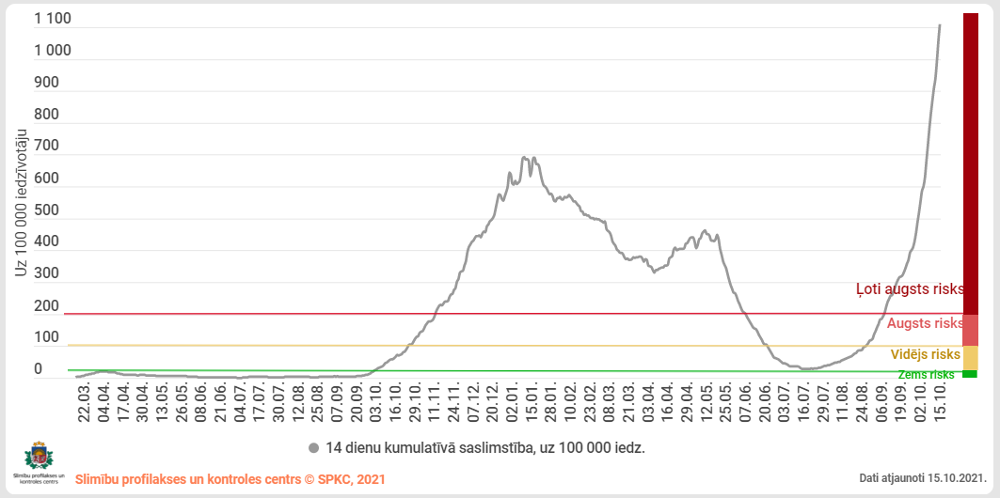 1 100
1 000
900
800
700
600
500
400
300
200
100
0
Uz 100 000 iedzīvotāju
Ļoti augsts risks
Augsts risks
Vidējs risks
Zems risks
22.03. 04.04. 17.04. 30.04. 13.05. 26.05. 08.06. 21.06. 04.07. 17.07. 30.07. 12.08. 25.08. 07.09. 20.09. 03.10. 16.10. 29.10. 11.11. 24.11. 07.12. 20.12. 02.01. 15.01. 28.01. 10.02. 23.02. 08.03. 21.03. 03.04. 16.04. 29.04. 12.05. 25.05. 07.06. 20.06. 03.07. 16.07. 29.07. 11.08. 24.08. 06.09. 19.09. 02.10. 15.10.
14 dienu kumulatīvā saslimstība, uz 100 000 iedz.
Slimību profilakses un
kontroles centrs
Slimību profilakses un kontroles centrs © SPKC, 2021
Dati atjaunoti 15.10.2021.